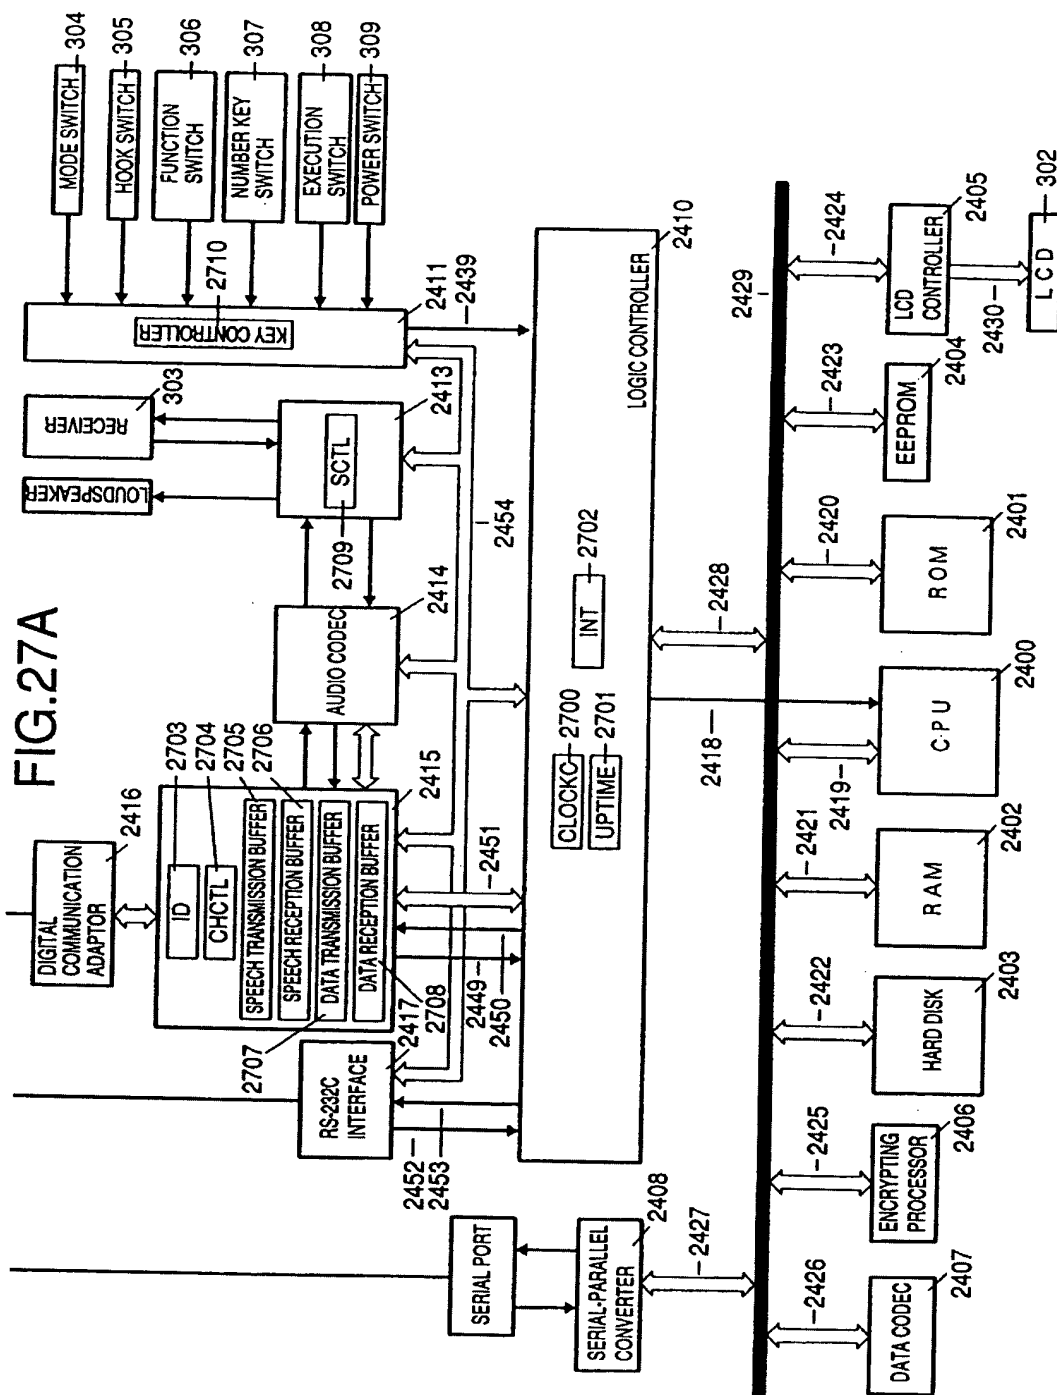 FIG.27A
DIGITAL
COMMUNICATION
ADAPTOR
2416
ID
2703
CHCTL
2704
SPEECH TRANSMISSION BUFFER
2705
SPEECH RECEPTION BUFFER
2706
DATA TRANSMISSION BUFFER
2707
DATA RECEPTION BUFFER
2708
2415
RS-232C
INTERFACE
2417
2449
2450
2451
2452
2453
AUDIO CODEC
2414
LOUDSPEAKER
RECEIVER
303
SCTL
2709
2413
KEY CONTROLLER
2710
2411
2439
2454
MODE SWITCH
304
HOOK SWITCH
305
FUNCTION
SWITCH
306
NUMBER KEY
SWITCH
307
EXECUTION
SWITCH
308
POWER SWITCH
309
LOGIC CONTROLLER
2410
CLOCKC
2700
UPTIME
2701
INT
2702
SERIAL PORT
SERIAL-PARALLEL
CONVERTER
2408
2427
2418
2428
2429
2426
2425
2422
2421
2419
2420
2423
2424
DATA CODEC
2407
ENCRYPTING
PROCESSOR
2406
HARD DISK
2403
RAM
2402
C·PU
2400
ROM
2401
EEPROM
2404
LCD
CONTROLLER
2405
2430
LCD
302